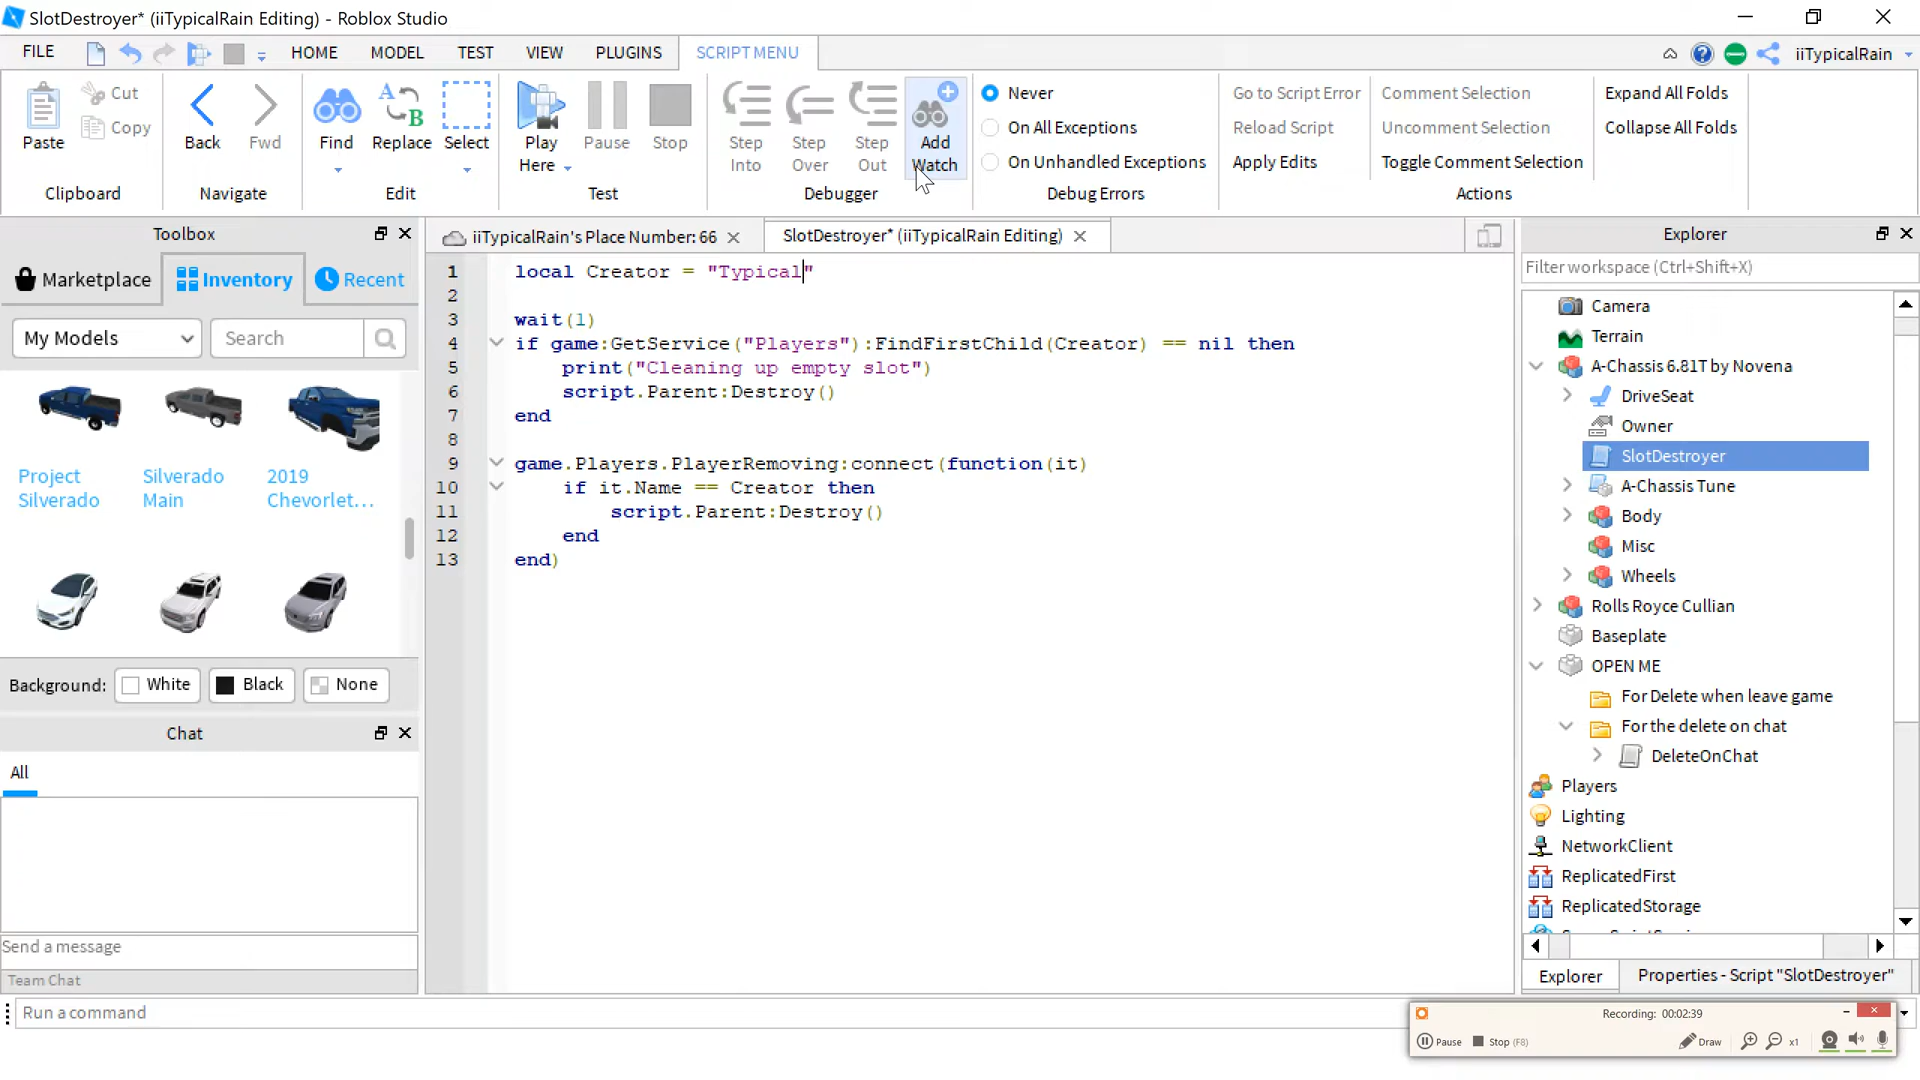 SlotDestroyer* (iiTypicalRain Editing) - Roblox Studio
FILE HOME MODEL TEST VIEW PLUGINS SCRIPT MENU iiTypicalRain
Paste Cut Copy Clipboard
Back Fwd Navigate
Find Replace Select Edit
Play Here Pause Stop Test
Step Into Step Over Step Out Add Watch Debugger
Never
On All Exceptions
On Unhandled Exceptions
Debug Errors
Go to Script Error
Reload Script
Apply Edits
Comment Selection
Uncomment Selection
Toggle Comment Selection
Actions
Expand All Folds
Collapse All Folds
Toolbox
Marketplace Inventory Recent
My Models Search
Project Silverado
Silverado Main
2019 Chevorlet...
Background: White Black None
Chat
All
Send a message
Team Chat
Run a command
iiTypicalRain's Place Number: 66
SlotDestroyer* (iiTypicalRain Editing)
1 local Creator = "Typical"
2
3 wait(1)
4 if game:GetService("Players"):FindFirstChild(Creator) == nil then
5 print("Cleaning up empty slot")
6 script.Parent:Destroy()
7 end
8
9 game.Players.PlayerRemoving:connect(function(it)
10 if it.Name == Creator then
11 script.Parent:Destroy()
12 end
13 end)
Explorer
Filter workspace (Ctrl+Shift+X)
Camera
Terrain
A-Chassis 6.81T by Novena
DriveSeat
Owner
SlotDestroyer
A-Chassis Tune
Body
Misc
Wheels
Rolls Royce Cullian
Baseplate
OPEN ME
For Delete when leave game
For the delete on chat
DeleteOnChat
Players
Lighting
NetworkClient
ReplicatedFirst
ReplicatedStorage
Explorer Properties - Script "SlotDestroyer"
Recording: 00:02:39
Pause Stop (F8) Draw x1